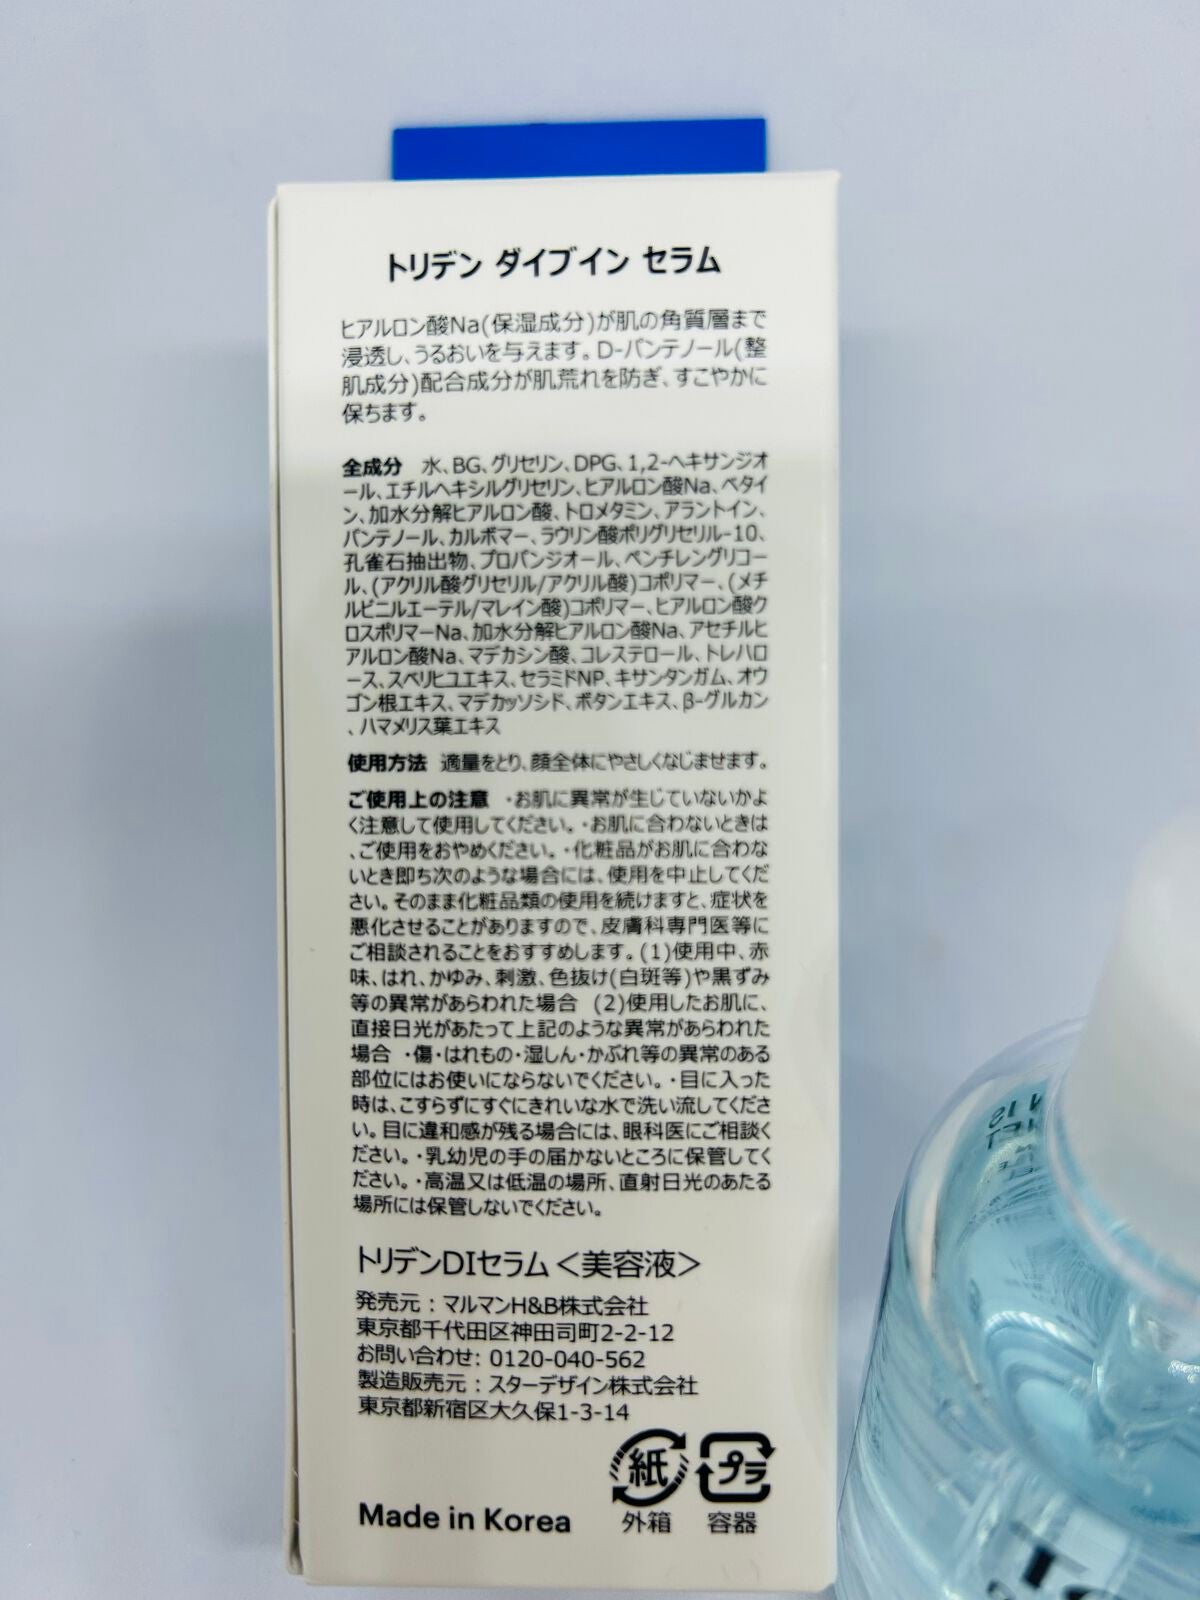 トリデン ダイブイン セラム
ヒアルロン酸Na(保湿成分)が肌の角質層まで
浸透し、うるおいを与えます。D-パンテノール(整
肌成分)配合成分が肌荒れを防ぎ、すこやかに
保ちます。
全成分 水、BG、グリセリン、DPG、1,2-ヘキサンジオ
ール、エチルヘキシルグリセリン、ヒアルロン酸Na、ベタイ
ン、加水分解ヒアルロン酸、トロメタミン、アラントイン、
パンテノール、カルボマー、ラウリン酸ポリグリセリル-10、
孔雀石抽出物、プロパンジオール、ペンチレングリコー
ル、(アクリル酸グリセリル/アクリル酸)コポリマー、(メチ
ルビニルエーテル/マレイン酸)コポリマー、ヒアルロン酸ク
ロスポリマーNa、加水分解ヒアルロン酸Na、アセチルヒ
アルロン酸Na、マデカシン酸、コレステロール、トレハロ
ース、スベリヒユエキス、セラミドNP、キサンタンガム、オウ
ゴン根エキス、マデカッソシド、ボタンエキス、β-グルカン
、ハマメリス葉エキス
使用方法 適量をとり、顔全体にやさしくなじませます。
ご使用上の注意 ・お肌に異常が生じていないかよ
く注意して使用してください。・お肌に合わないときは
、ご使用をおやめください。・化粧品がお肌に合わな
いとき即ち次のような場合には、使用を中止してくだ
さい。そのまま化粧品類の使用を続けますと、症状を
悪化させることがありますので、皮膚科専門医等に
ご相談されることをおすすめします。(1)使用中、赤
味、はれ、かゆみ、刺激、色抜け(白斑等)や黒ずみ
等の異常があらわれた場合 (2)使用したお肌に、
直接日光があたって上記のような異常があらわれた
場合 ・傷・はれもの・湿しん・かぶれ等の異常のある
部位にはお使いにならないでください。・目に入った
時は、こすらずにすぐにきれいな水で洗い流してくださ
い。目に違和感が残る場合には、眼科医にご相談く
ださい。・乳幼児の手の届かないところに保管してく
ださい。・高温又は低温の場所、直射日光のあたる
場所には保管しないでください。
トリデンDIセラム＜美容液＞
発売元：マルマンH&B株式会社
東京都千代田区神田司町2-2-12
お問い合わせ: 0120-040-562
製造販売元：スターデザイン株式会社
東京都新宿区大久保1-3-14
紙 プラ
Made in Korea 外箱 容器